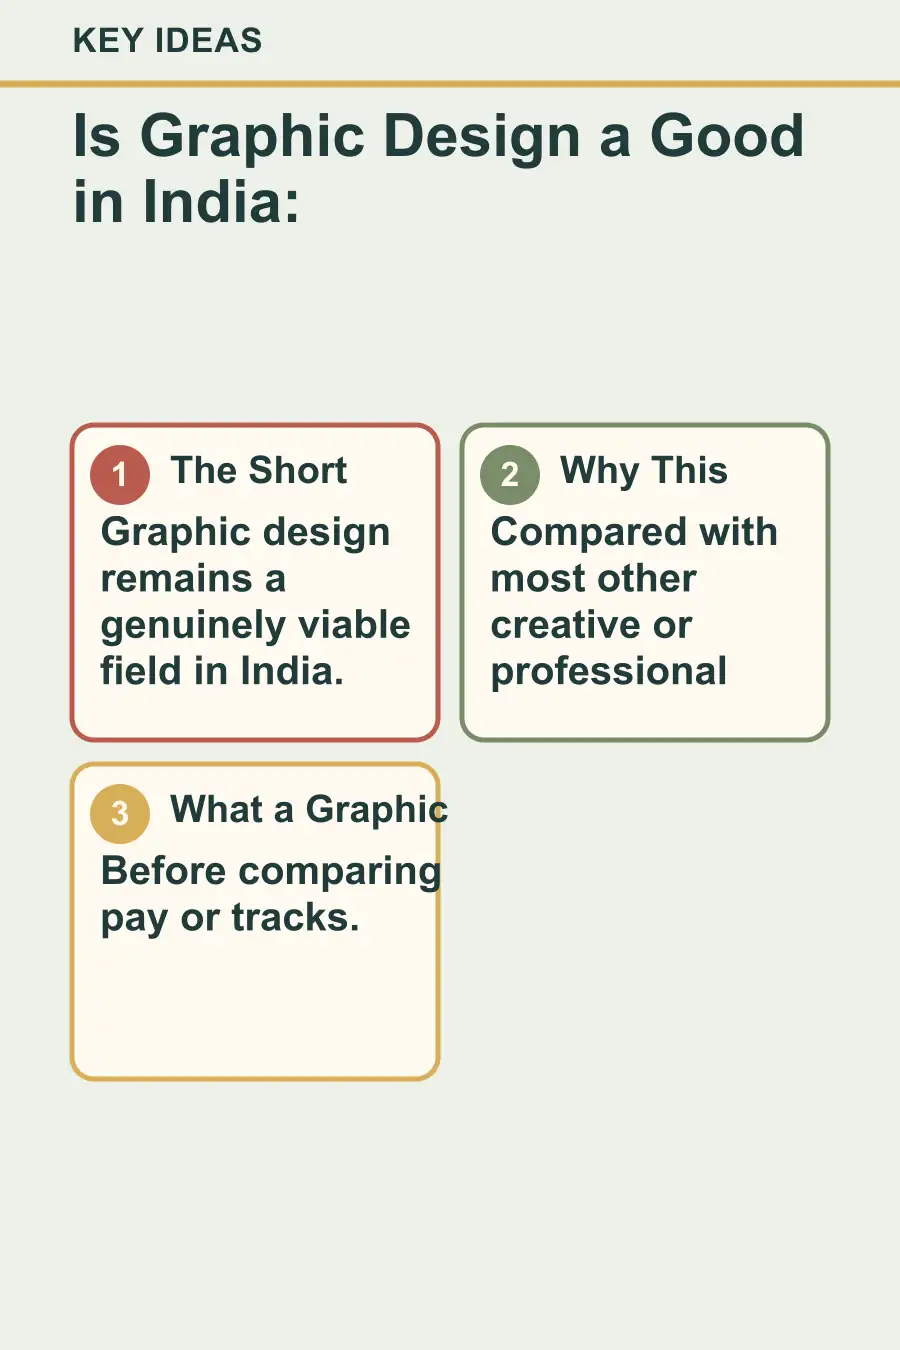 KEY IDEAS
Is Graphic Design a Good
in India:
1 The Short
Graphic design
remains a
genuinely viable
field in India.
2 Why This
Compared with
most other
creative or
professional
3 What a Graphic
Before comparing
pay or tracks.